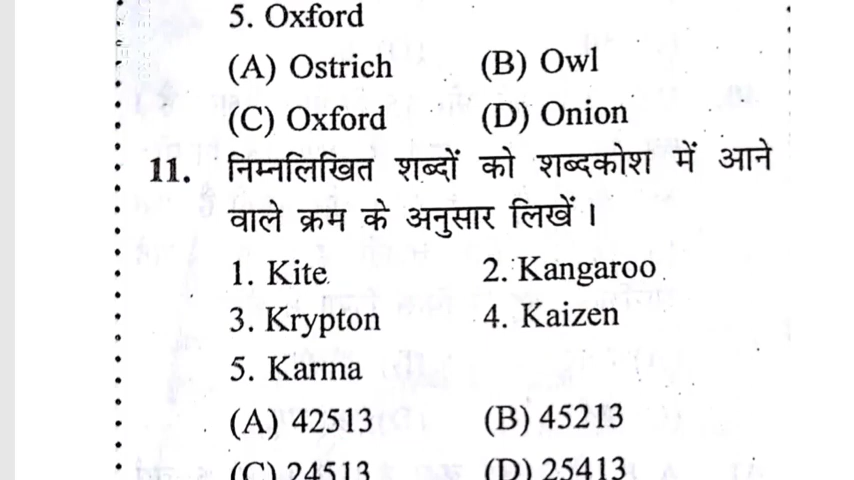 5. Oxford
(A) Ostrich (B) Owl
(C) Oxford (D) Onion
11. निम्नलिखित शब्दों को शब्दकोश में आने
वाले क्रम के अनुसार लिखें।
1. Kite 2. Kangaroo
3. Krypton 4. Kaizen
5. Karma
(A) 42513 (B) 45213
(C) 24513 (D) 25413